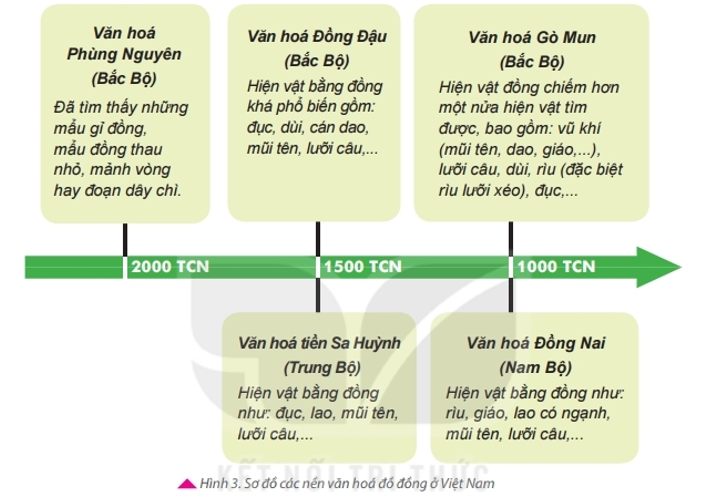 Văn hoá
Phùng Nguyên
(Bắc Bộ)
Đã tìm thấy những
mẩu gỉ đồng,
mẩu đồng thau
nhỏ, mảnh vòng
hay đoạn dây chì.
Văn hoá Đồng Đậu
(Bắc Bộ)
Hiện vật bằng đồng
khá phổ biến gồm:
đục, dùi, cán dao,
mũi tên, lưỡi câu,...
Văn hoá Gò Mun
(Bắc Bộ)
Hiện vật đồng chiếm hơn
một nửa hiện vật tìm
được, bao gồm: vũ khí
(mũi tên, dao, giáo,...),
lưỡi câu, dùi, rìu (đặc biệt
rìu lưỡi xéo), đục,...
2000 TCN
1500 TCN
1000 TCN
Văn hoá tiền Sa Huỳnh
(Trung Bộ)
Hiện vật bằng đồng
như: đục, lao, mũi tên,
lưỡi câu,...
Văn hoá Đồng Nai
(Nam Bộ)
Hiện vật bằng đồng như:
rìu, giáo, lao có ngạnh,
mũi tên, lưỡi câu,...
Hình 3. Sơ đồ các nền văn hoá đồ đồng ở Việt Nam
KẾT NỐI TRI THỨC